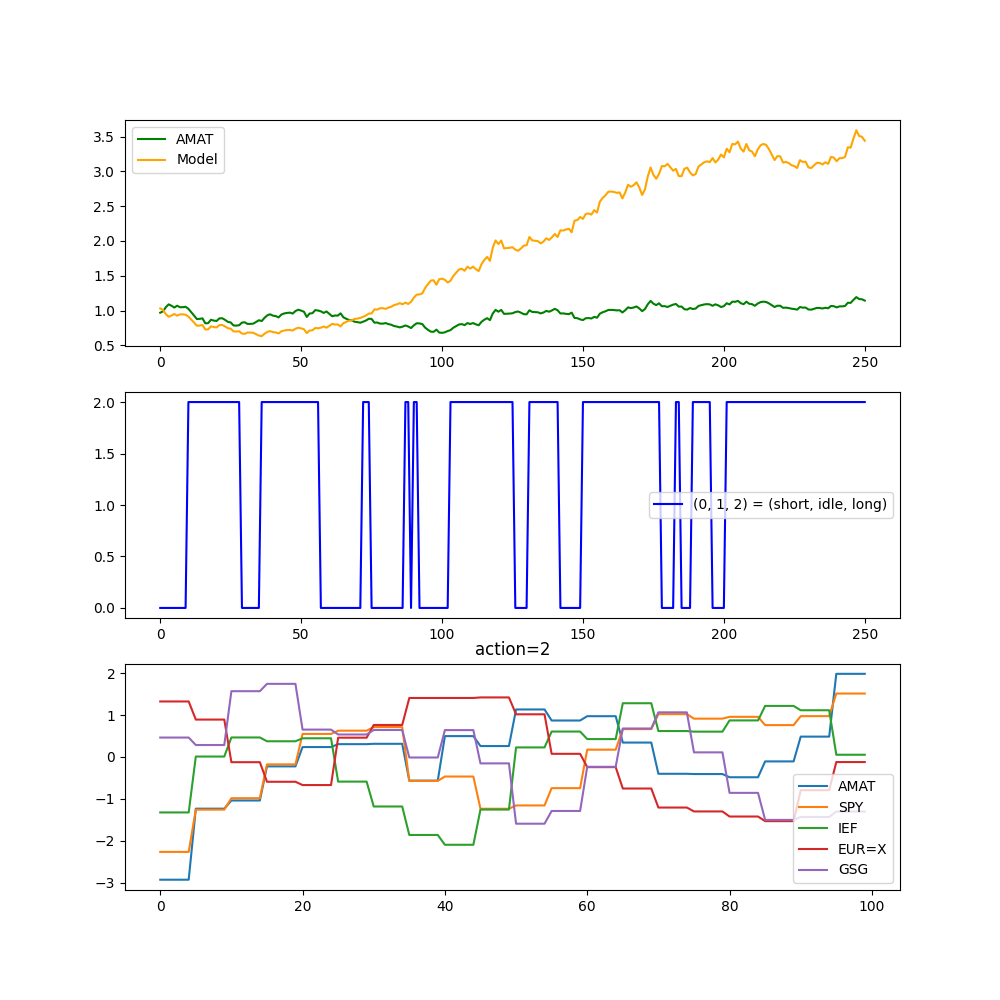 3.5
3.0
2.5
2.0
1.5
1.0
0.5
AMAT
Model
0 50 100 150 200 250
2.0
1.5
1.0
0.5
0.0
(0, 1, 2) = (short, idle, long)
0 50 100 150 200 250
action=2
2
1
0
−1
−2
−3
AMAT
SPY
IEF
EUR=X
GSG
0 20 40 60 80 100